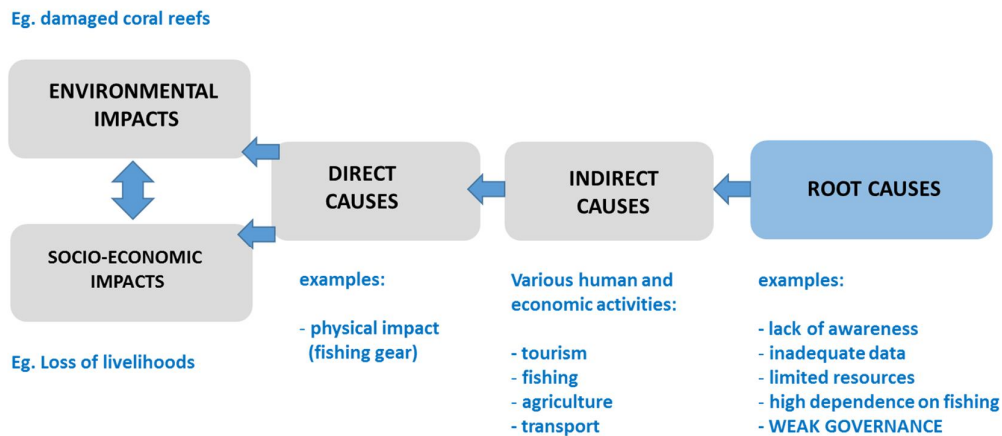 Eg. damaged coral reefs
ENVIRONMENTAL
IMPACTS
SOCIO-ECONOMIC
IMPACTS
Eg. Loss of livelihoods
DIRECT
CAUSES
examples:
- physical impact
(fishing gear)
INDIRECT
CAUSES
Various human and
economic activities:
- tourism
- fishing
- agriculture
- transport
ROOT CAUSES
examples:
- lack of awareness
- inadequate data
- limited resources
- high dependence on fishing
- WEAK GOVERNANCE